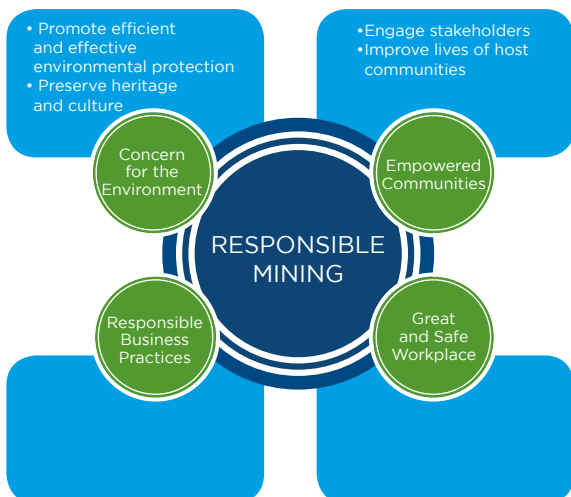 • Promote efficient
and effective
environmental protection
• Preserve heritage
and culture
•Engage stakeholders
•Improve lives of host
communities
Concern
for the
Environment
Empowered
Communities
RESPONSIBLE
MINING
Responsible
Business
Practices
Great
and Safe
Workplace